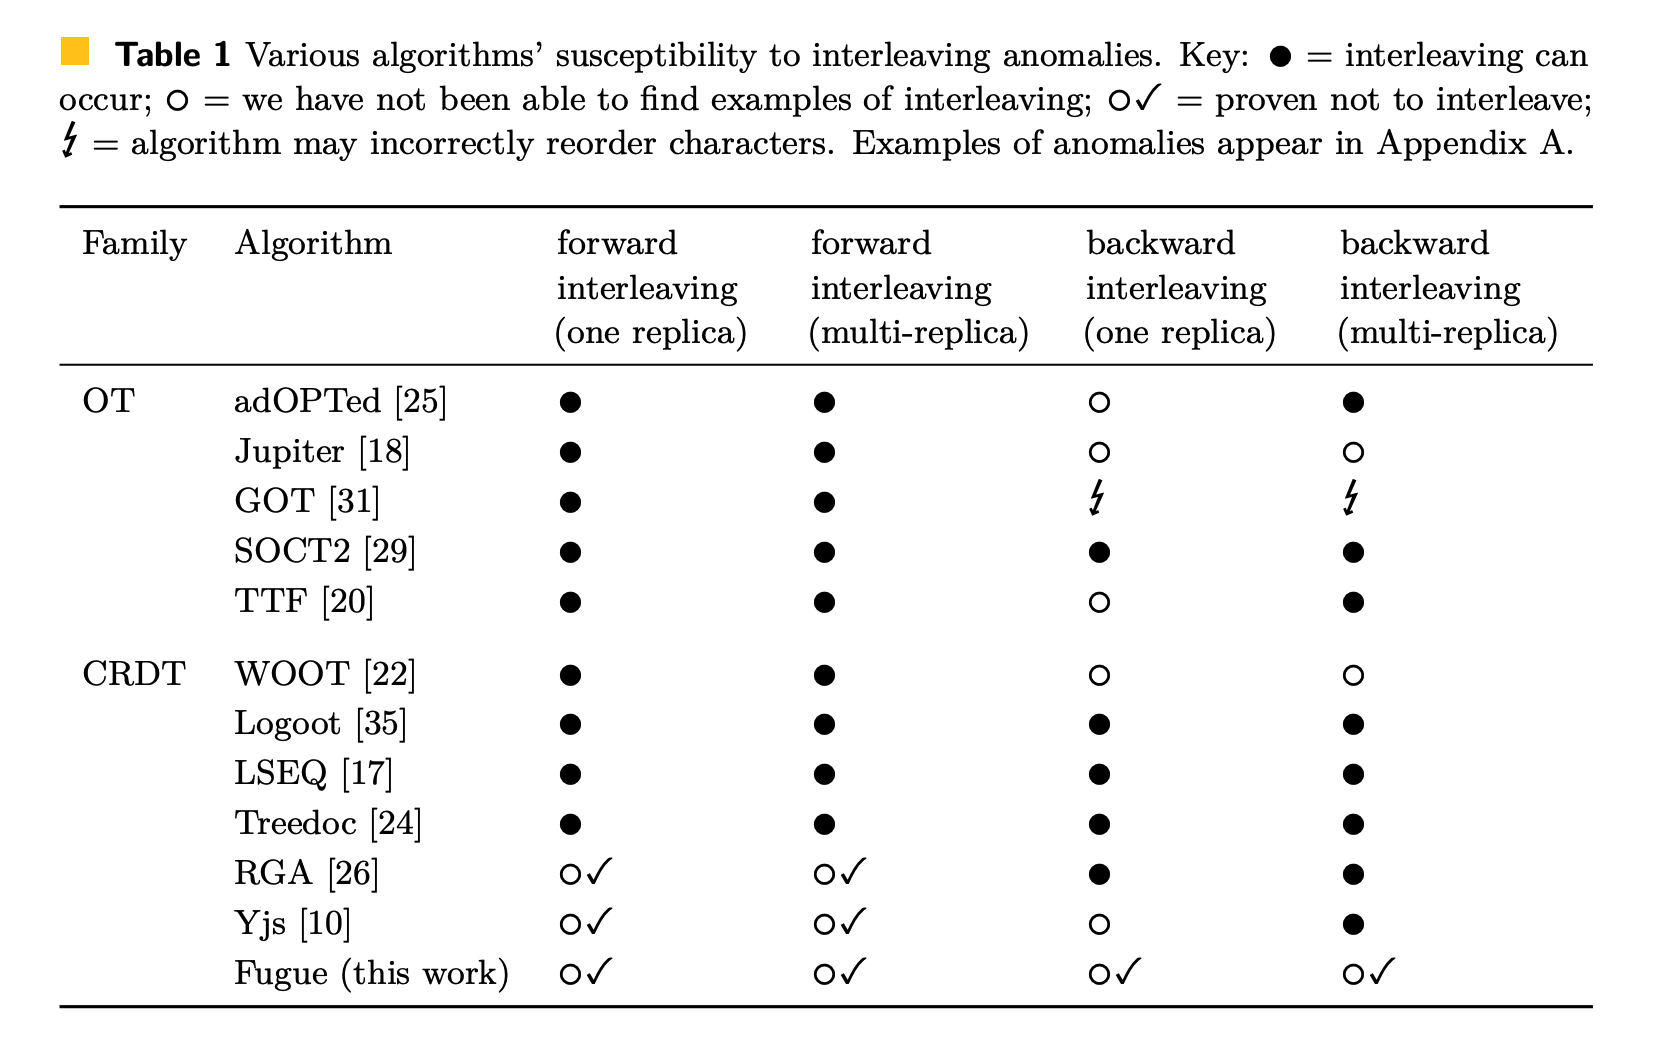 Table 1 Various algorithms’ susceptibility to interleaving anomalies. Key: ● = interleaving can
occur; ○ = we have not been able to find examples of interleaving; ○✓ = proven not to interleave;
↯ = algorithm may incorrectly reorder characters. Examples of anomalies appear in Appendix A.
Family Algorithm forward forward backward backward
interleaving interleaving interleaving interleaving
(one replica) (multi-replica) (one replica) (multi-replica)
OT adOPTed [25] ● ● ○ ●
Jupiter [18] ● ● ○ ○
GOT [31] ● ● ↯ ↯
SOCT2 [29] ● ● ● ●
TTF [20] ● ● ○ ●
CRDT WOOT [22] ● ● ○ ○
Logoot [35] ● ● ● ●
LSEQ [17] ● ● ● ●
Treedoc [24] ● ● ● ●
RGA [26] ○✓ ○✓ ● ●
Yjs [10] ○✓ ○✓ ○ ●
Fugue (this work) ○✓ ○✓ ○✓ ○✓